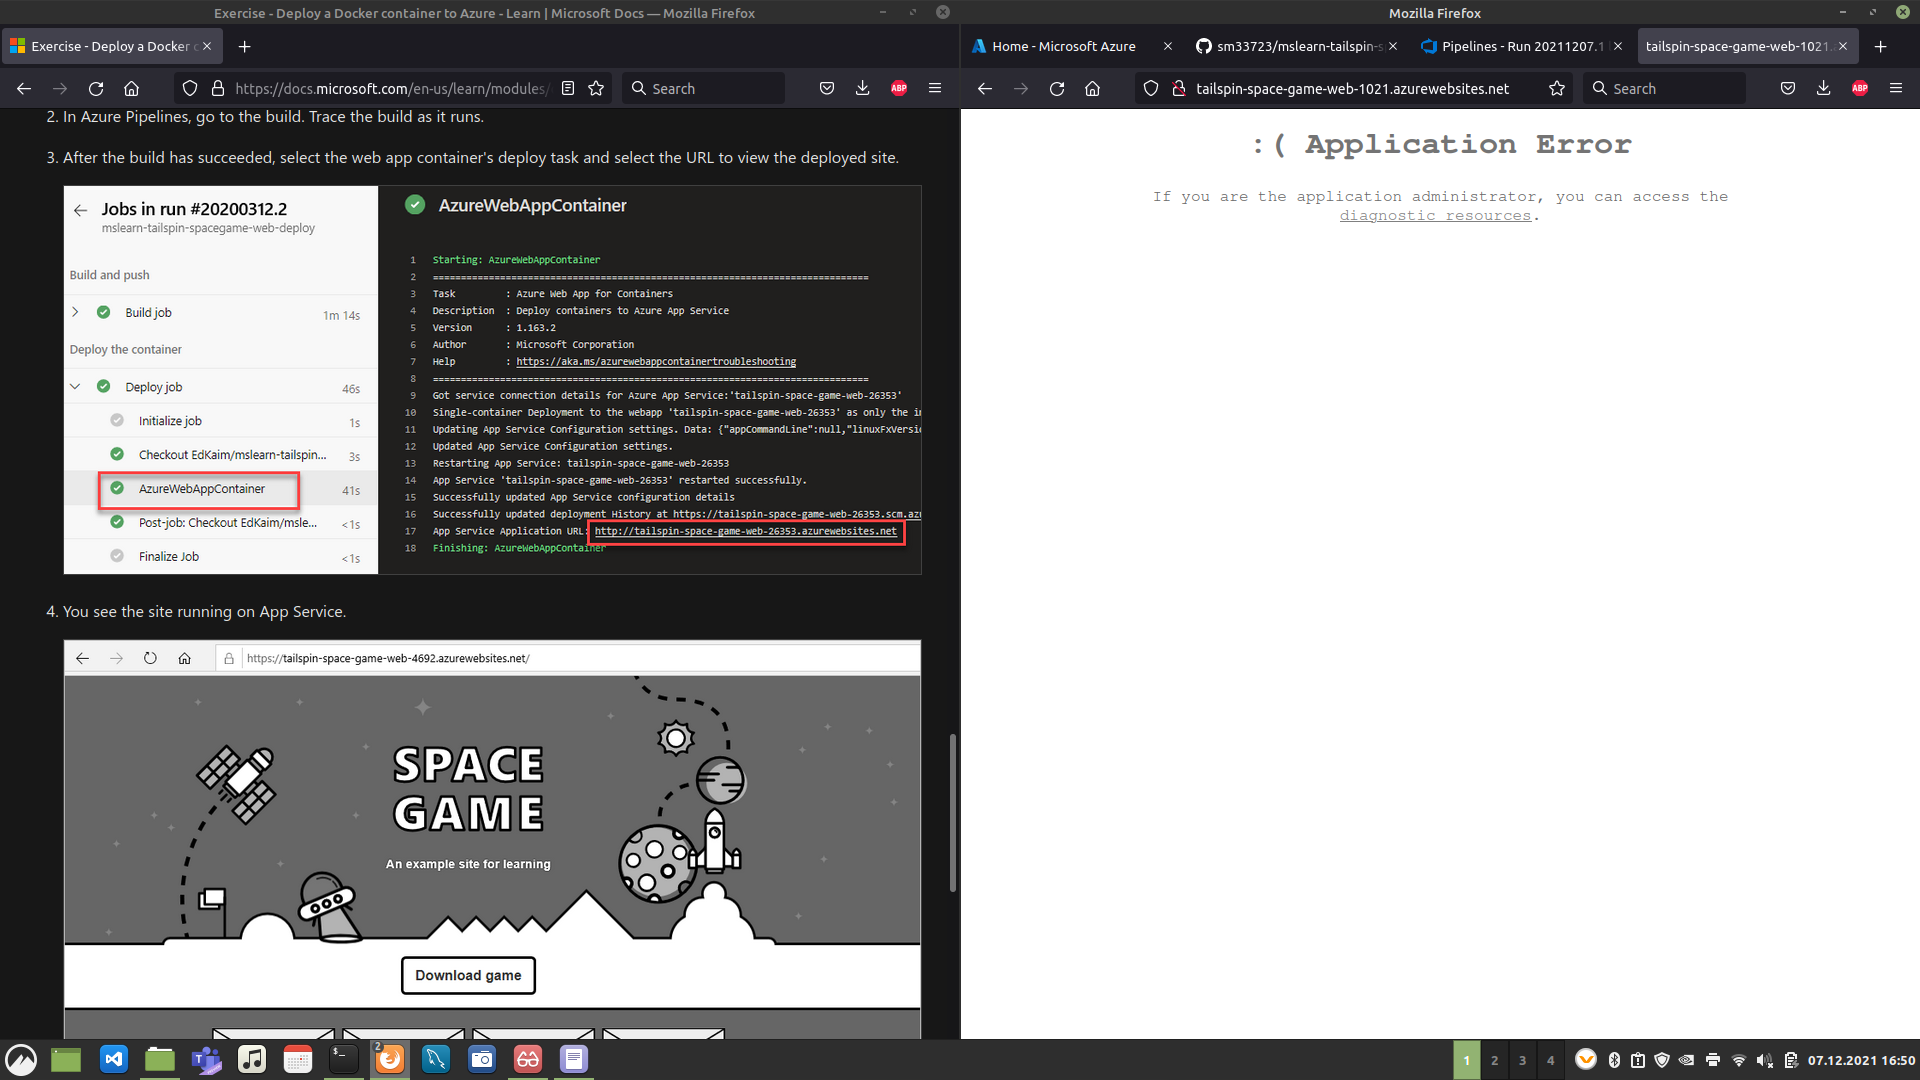 Exercise - Deploy a Docker container to Azure - Learn | Microsoft Docs — Mozilla Firefox
Exercise - Deploy a Docker c
https://docs.microsoft.com/en-us/learn/modules/
Search
ABP
2. In Azure Pipelines, go to the build. Trace the build as it runs.
3. After the build has succeeded, select the web app container's deploy task and select the URL to view the deployed site.
Jobs in run #20200312.2
mslearn-tailspin-spacegame-web-deploy
Build and push
Build job 1m 14s
Deploy the container
Deploy job 46s
Initialize job 1s
Checkout EdKaim/mslearn-tailspin... 3s
AzureWebAppContainer 41s
Post-job: Checkout EdKaim/msle... <1s
Finalize Job <1s
AzureWebAppContainer
1 Starting: AzureWebAppContainer
2 ==============================================================================
3 Task : Azure Web App for Containers
4 Description : Deploy containers to Azure App Service
5 Version : 1.163.2
6 Author : Microsoft Corporation
7 Help : https://aka.ms/azurewebappcontainertroubleshooting
8 ==============================================================================
9 Got service connection details for Azure App Service:'tailspin-space-game-web-26353'
10 Single-container Deployment to the webapp 'tailspin-space-game-web-26353' as only the i
11 Updating App Service Configuration settings. Data: {"appCommandLine":null,"linuxFxVersi
12 Updated App Service Configuration settings.
13 Restarting App Service: tailspin-space-game-web-26353
14 App Service 'tailspin-space-game-web-26353' restarted successfully.
15 Successfully updated App Service configuration details
16 Successfully updated deployment History at https://tailspin-space-game-web-26353.scm.az
17 App Service Application URL: http://tailspin-space-game-web-26353.azurewebsites.net
18 Finishing: AzureWebAppContainer
4. You see the site running on App Service.
https://tailspin-space-game-web-4692.azurewebsites.net/
SPACE
GAME
An example site for learning
Download game
Mozilla Firefox
Home - Microsoft Azure
sm33723/mslearn-tailspin-s
Pipelines - Run 20211207.1
tailspin-space-game-web-1021.
tailspin-space-game-web-1021.azurewebsites.net
Search
ABP
:( Application Error
If you are the application administrator, you can access the
diagnostic resources.
2
1 2 3 4
07.12.2021 16:50